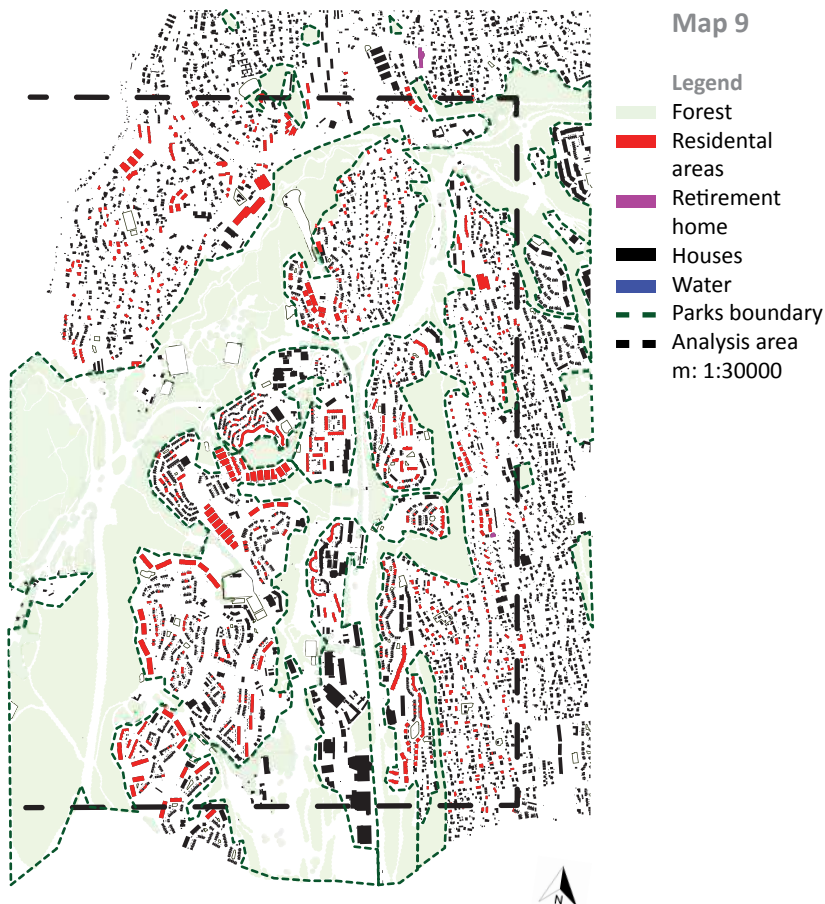 Map 9
Legend
Forest
Residental
areas
Retirement
home
Houses
Water
Parks boundary
Analysis area
m: 1:30000
N